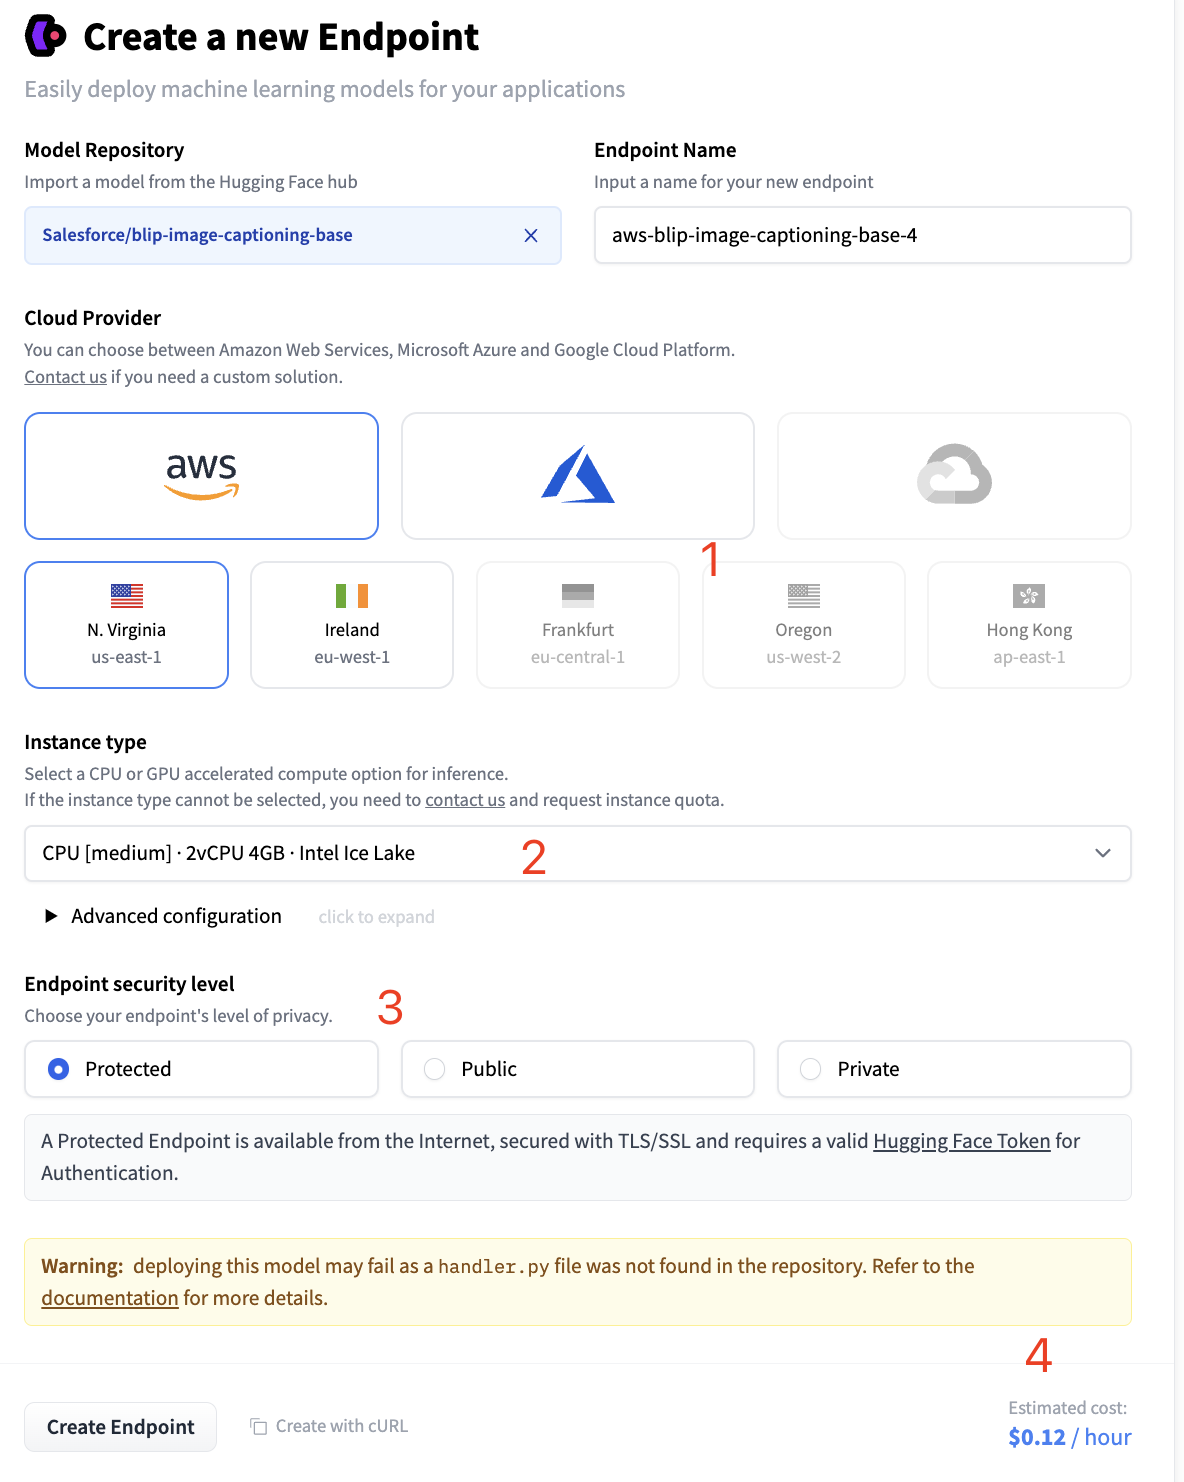 Create a new Endpoint
Easily deploy machine learning models for your applications
Model Repository
Import a model from the Hugging Face hub
Salesforce/blip-image-captioning-base
Endpoint Name
Input a name for your new endpoint
aws-blip-image-captioning-base-4
Cloud Provider
You can choose between Amazon Web Services, Microsoft Azure and Google Cloud Platform.
Contact us if you need a custom solution.
aws
1
N. Virginia
us-east-1
Ireland
eu-west-1
Frankfurt
eu-central-1
Oregon
us-west-2
Hong Kong
ap-east-1
Instance type
Select a CPU or GPU accelerated compute option for inference.
If the instance type cannot be selected, you need to contact us and request instance quota.
CPU [medium] · 2vCPU 4GB · Intel Ice Lake
2
Advanced configuration click to expand
Endpoint security level
Choose your endpoint's level of privacy.
3
Protected
Public
Private
A Protected Endpoint is available from the Internet, secured with TLS/SSL and requires a valid Hugging Face Token for
Authentication.
Warning: deploying this model may fail as a handler.py file was not found in the repository. Refer to the
documentation for more details.
4
Create Endpoint
Create with cURL
Estimated cost:
$0.12 / hour